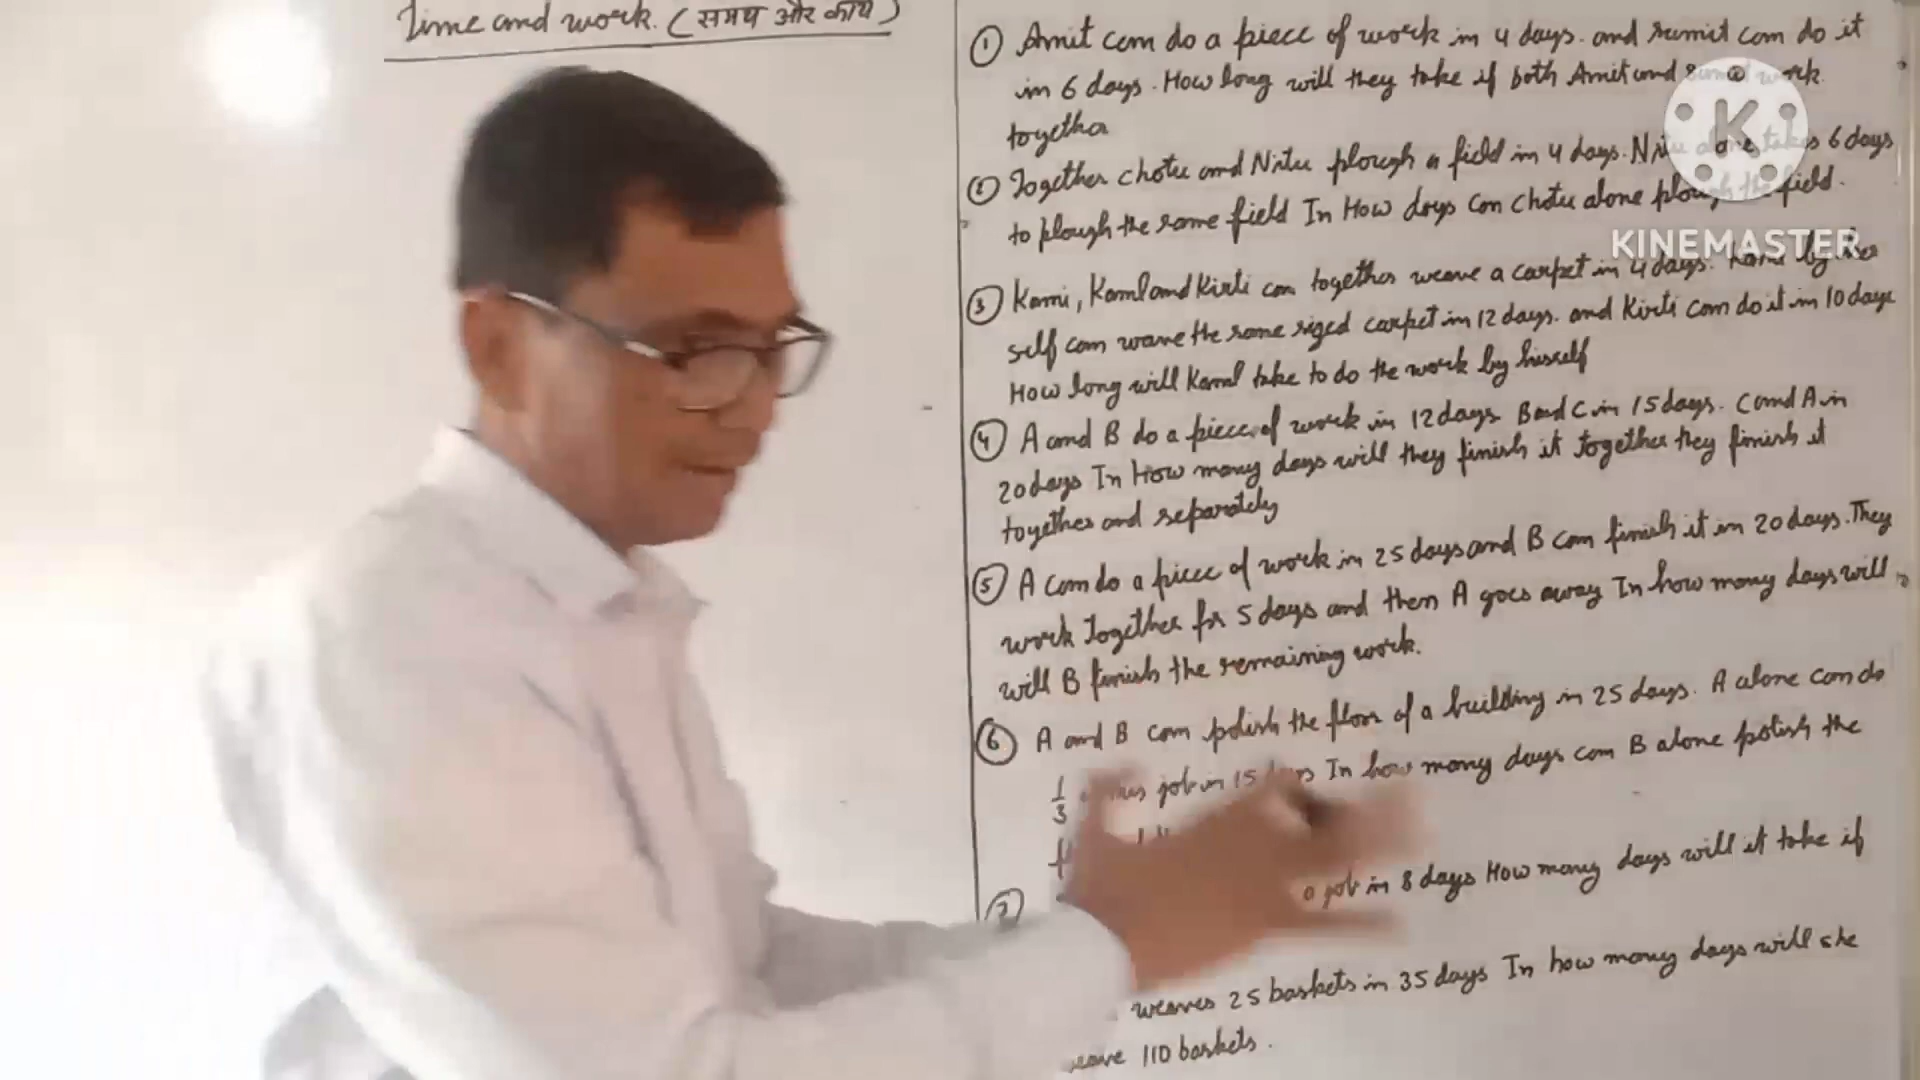 Time and work. (समय और कार्य)
① Amit can do a piece of work in 4 days. and sumit can do it
in 6 days. How long will they take if both Amit and work
together
② Together chotu and Nitu plough a field in 4 days. Nitu alone takes 6 days
to plough the same field In How days can chotu alone plough the field.
③ Kami, Kamal and Kirti can together weave a carpet in 4 days. by her
self can wave the same sized carpet in 12 days. and Kirti can do it in 10 days
How long will Kamal take to do the work by hisself
④ A and B do a piece of work in 12 days B and C in 15 days. C and A in
20 days In How many days will they finish it together they finish it
together and separately
⑤ A can do a piece of work in 25 days and B can finish it in 20 days. They
work together for 5 days and then A goes away In how many days will
will B finish the remaining work.
⑥ A and B can polish the floor of a building in 25 days. A alone can do
1/3 job in 15 In how many days can B alone polish the
⑦ a job in 8 days How many days will it take if
weaves 25 baskets in 35 days In how many days will she
110 baskets.
K
KINEMASTER